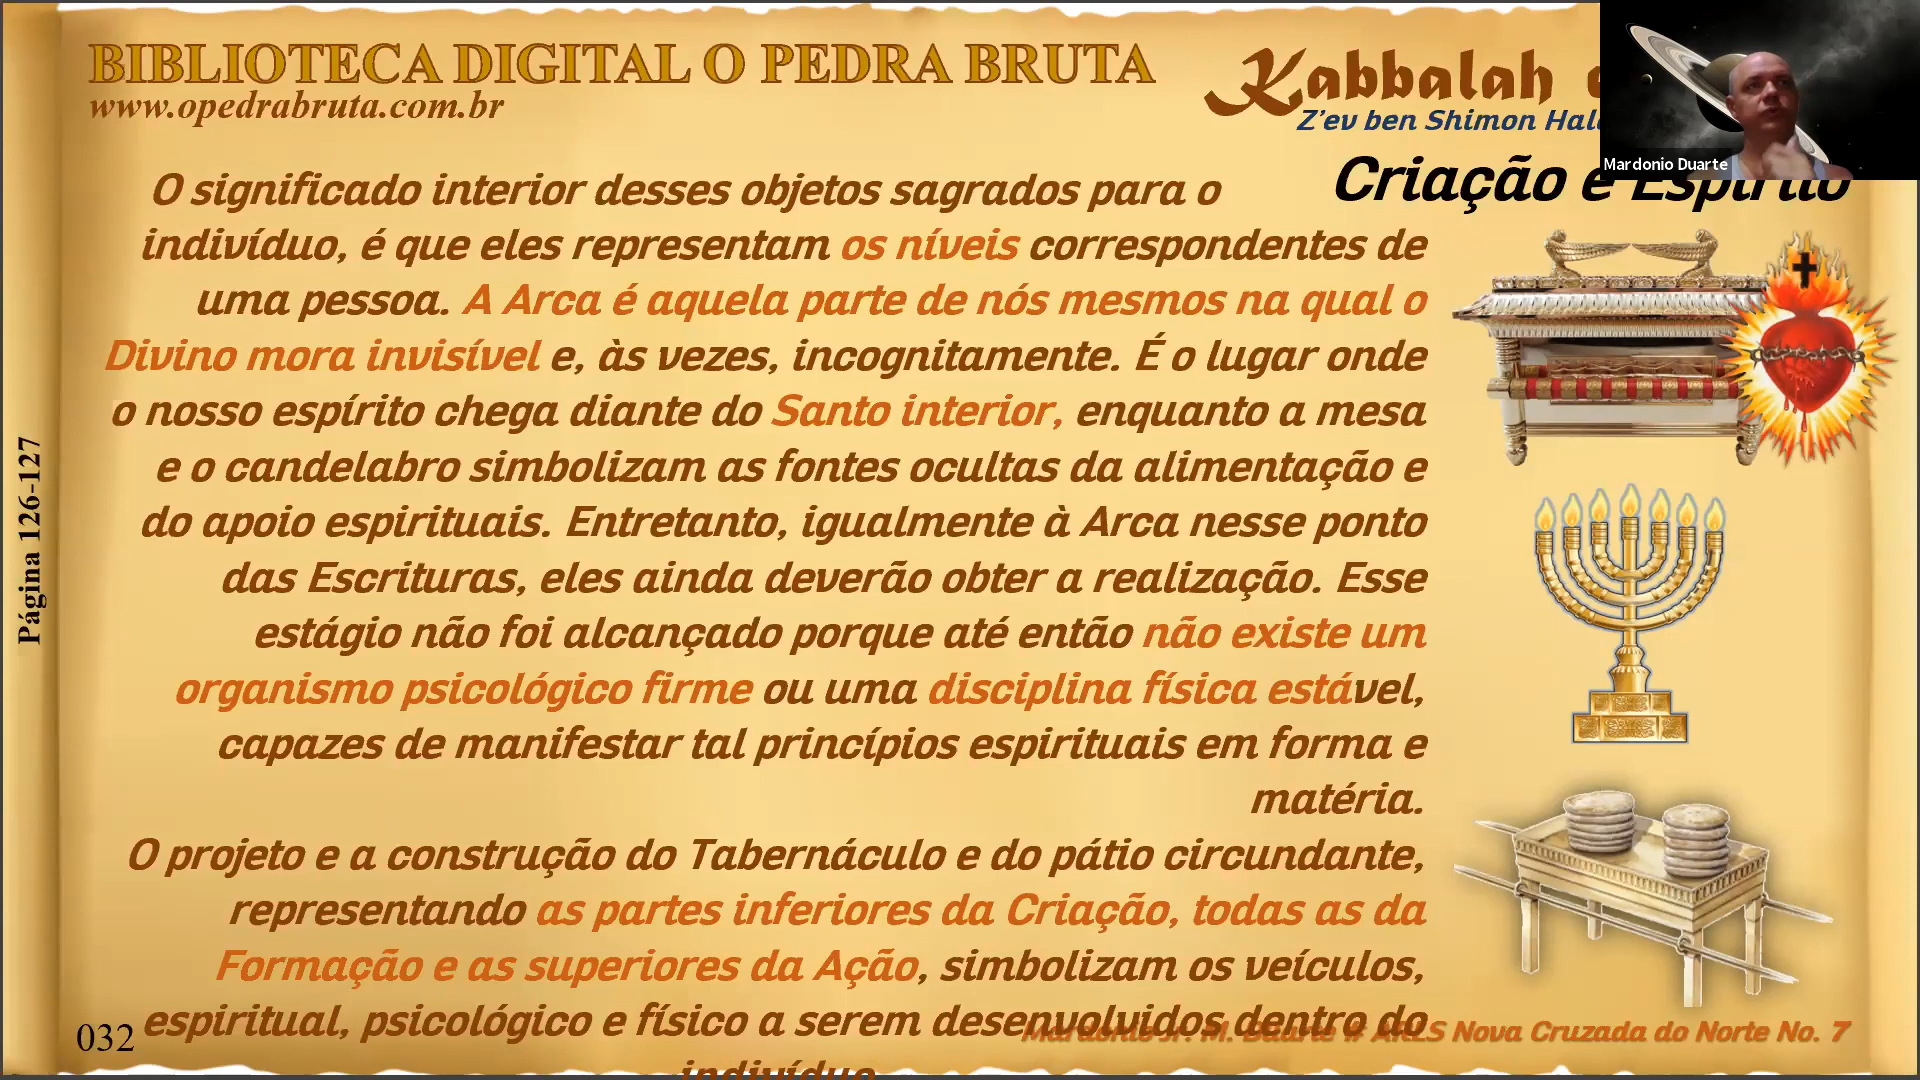 BIBLIOTECA DIGITAL O PEDRA BRUTA
www.opedrabruta.com.br
Kabbalah
Z'ev ben Shimon
Mardonio Duarte
Criação e Espírito
O significado interior desses objetos sagrados para o
indivíduo, é que eles representam os níveis correspondentes de
uma pessoa. A Arca é aquela parte de nós mesmos na qual o
Divino mora invisível e, às vezes, incognitamente. É o lugar onde
o nosso espírito chega diante do Santo interior, enquanto a mesa
e o candelabro simbolizam as fontes ocultas da alimentação e
do apoio espirituais. Entretanto, igualmente à Arca nesse ponto
das Escrituras, eles ainda deverão obter a realização. Esse
estágio não foi alcançado porque até então não existe um
organismo psicológico firme ou uma disciplina física estável,
capazes de manifestar tal princípios espirituais em forma e
matéria.
O projeto e a construção do Tabernáculo e do pátio circundante,
representando as partes inferiores da Criação, todas as da
Formação e as superiores da Ação, simbolizam os veículos,
espiritual, psicológico e físico a serem desenvolvidos dentro do
indivíduo
Página 126-127
032
Mardonio Jr. M. Duarte # ARLS Nova Cruzada do Norte No. 7